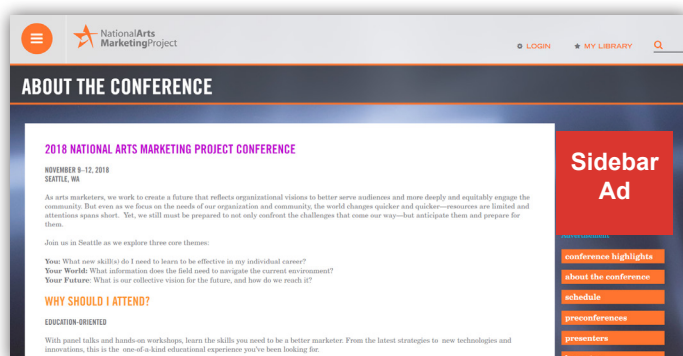 NationalArts
MarketingProject
LOGIN
MY LIBRARY
ABOUT THE CONFERENCE
2018 NATIONAL ARTS MARKETING PROJECT CONFERENCE
NOVEMBER 9–12, 2018
SEATTLE, WA
As arts marketers, we work to create a future that reflects organizational visions to better serve audiences and more deeply and equitably engage the
community. But even as we focus on the needs of our organization and community, the world changes quicker and quicker—resources are limited and
attentions spans short. Yet, we still must be prepared to not only confront the challenges that come our way—but anticipate them and prepare for
them.
Join us in Seattle as we explore three core themes:
You: What new skill(s) do I need to learn to be effective in my individual career?
Your World: What information does the field need to navigate the current environment?
Your Future: What is our collective vision for the future, and how do we reach it?
WHY SHOULD I ATTEND?
EDUCATION-ORIENTED
With panel talks and hands-on workshops, learn the skills you need to be a better marketer. From the latest strategies to new technologies and
innovations, this is the one-of-a-kind educational experience you've been looking for.
Sidebar
Ad
conference highlights
about the conference
schedule
preconferences
presenters